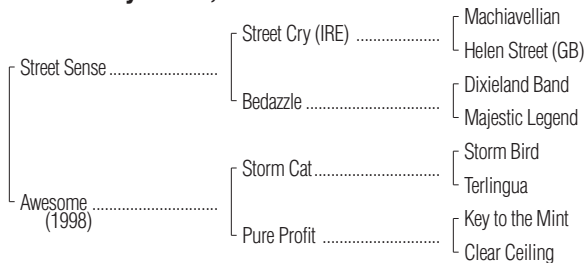 Machiavellian
Street Cry (IRE) ....................
Helen Street (GB)
Street Sense ..........................
Dixieland Band
Bedazzle ................................
Majestic Legend
Storm Bird
Storm Cat..............................
Terlingua
Awesome ..............................
(1998)
Key to the Mint
Pure Profit ............................
Clear Ceiling